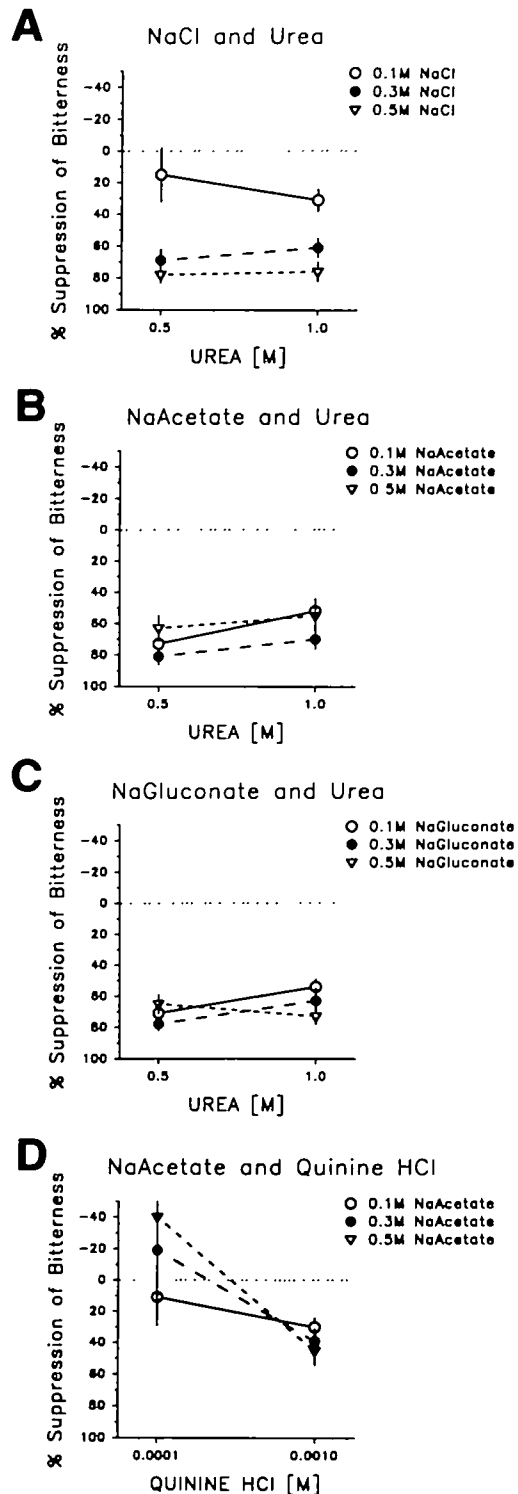 A
NaCl and Urea
% Suppression of Bitterness
-40
-20
0
20
40
60
80
100
0.5
1.0
UREA [M]
0.1M NaCl
0.3M NaCl
0.5M NaCl
B
NaAcetate and Urea
% Suppression of Bitterness
-40
-20
0
20
40
60
80
100
0.5
1.0
UREA [M]
0.1M NaAcetate
0.3M NaAcetate
0 5M NaAcetate
C
NaGluconate and Urea
% Suppression of Bitterness
-40
-20
0
20
40
60
80
100
0.5
1.0
UREA [M]
0.1M NaGluconate
0.3M NaGluconate
0.5M NaGluconate
D
NaAcetate and Quinine HCl
% Suppression of Bitterness
-40
-20
0
20
40
60
80
100
0.0001
0.0010
QUININE HCl [M]
0.1M NaAcetate
0.3M NaAcetate
0.5M NaAcetate